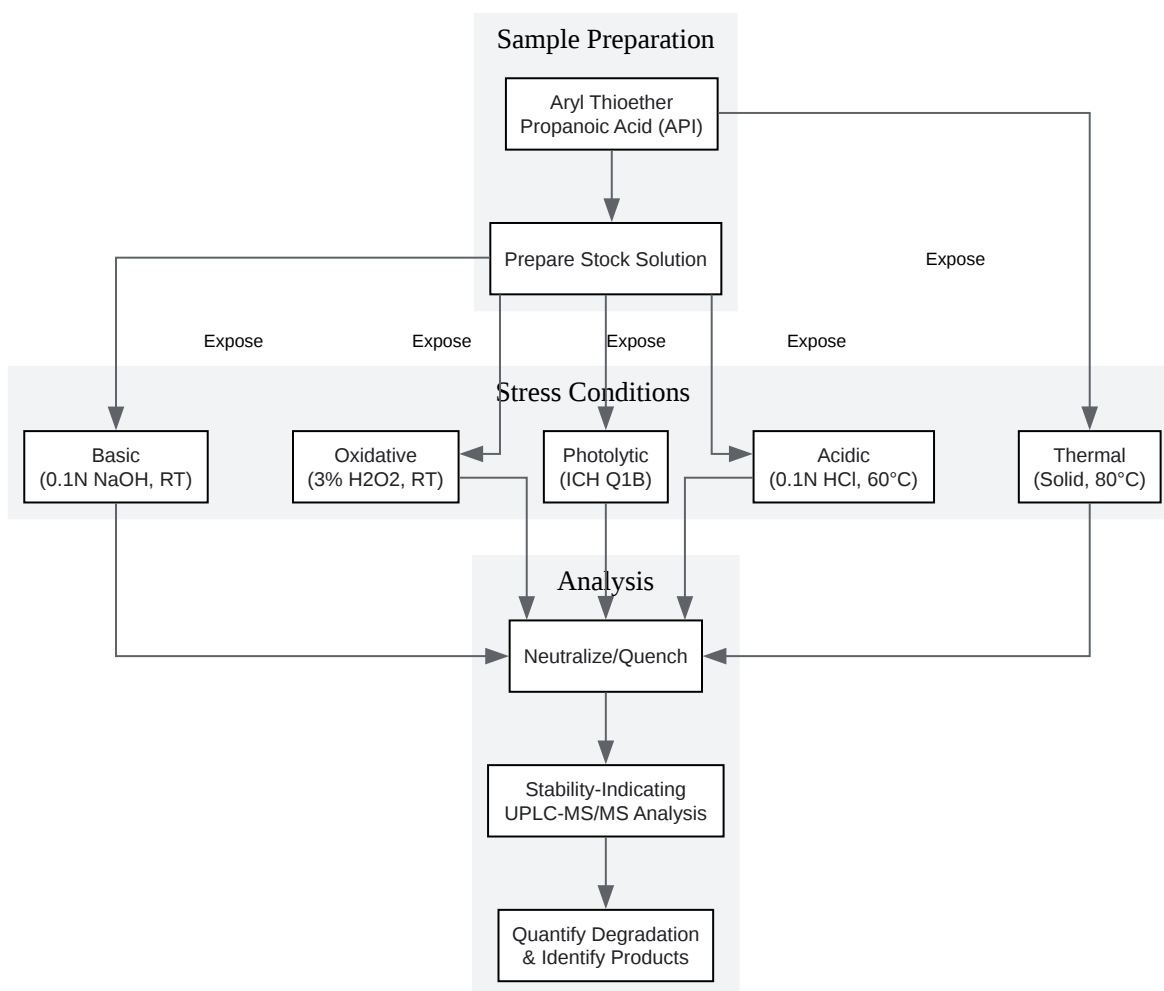 Sample Preparation
Aryl Thioether
Propanoic Acid (API)
Prepare Stock Solution
Expose
Expose
Expose
Expose
Expose
Stress Conditions
Basic
(0.1N NaOH, RT)
Oxidative
(3% H2O2, RT)
Photolytic
(ICH Q1B)
Acidic
(0.1N HCl, 60°C)
Thermal
(Solid, 80°C)
Analysis
Neutralize/Quench
Stability-Indicating
UPLC-MS/MS Analysis
Quantify Degradation
& Identify Products